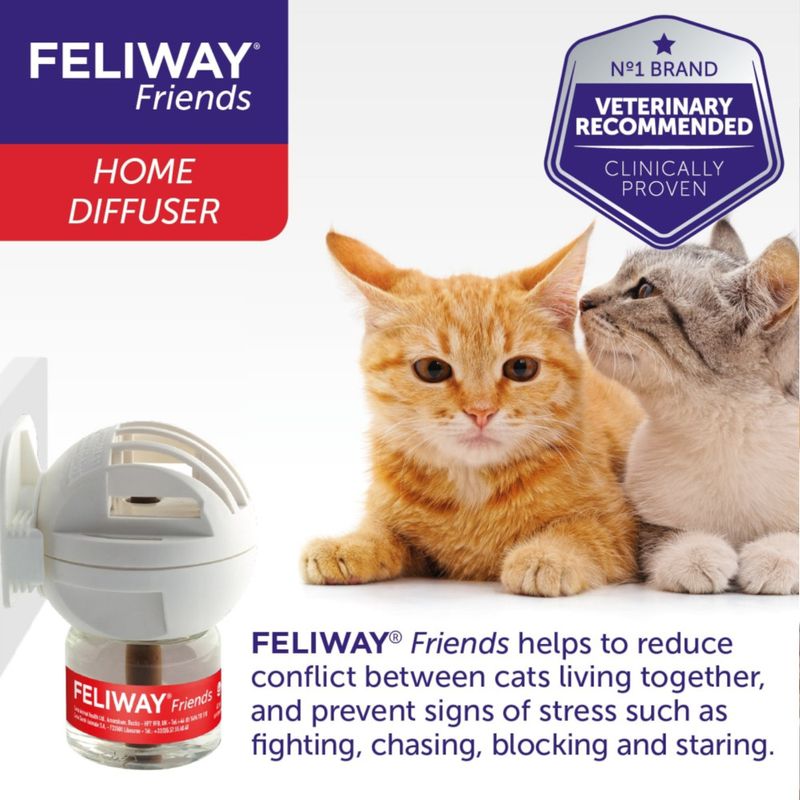 FELIWAY®
Friends
HOME
DIFFUSER
Nº1 BRAND
VETERINARY
RECOMMENDED
CLINICALLY
PROVEN
FELIWAY® Friends helps to reduce
conflict between cats living together,
and prevent signs of stress such as
fighting, chasing, blocking and staring.
FELIWAY® Friends